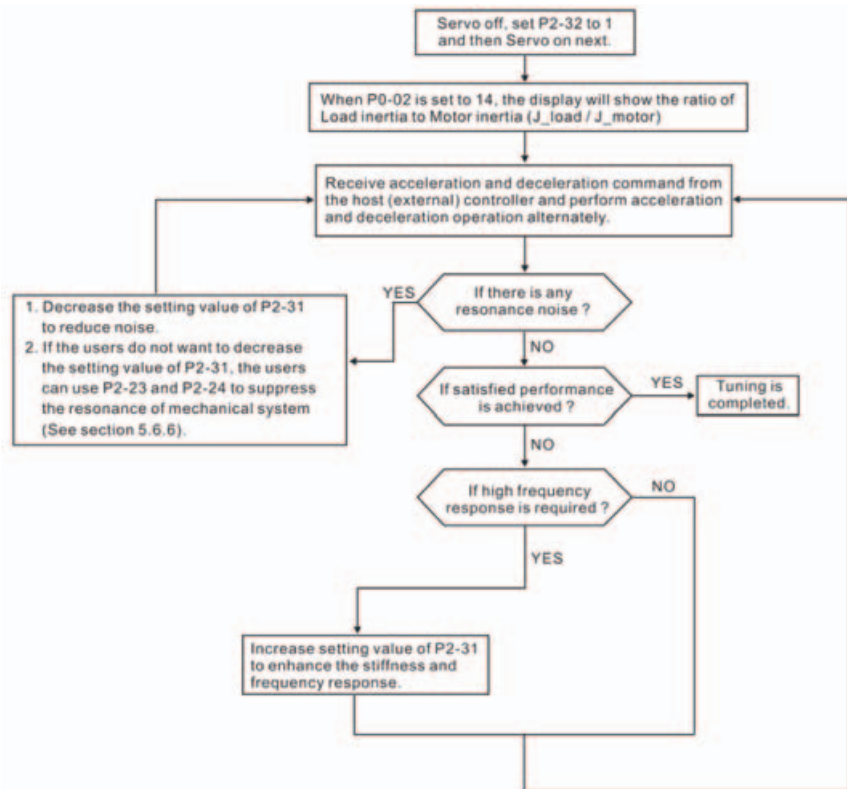 Servo off, set P2-32 to 1
and then Servo on next.
When P0-02 is set to 14, the display will show the ratio of
Load inertia to Motor inertia (J_load / J_motor)
Receive acceleration and deceleration command from
the host (external) controller and perform acceleration
and deceleration operation alternately.
If there is any
resonance noise ?
YES
1. Decrease the setting value of P2-31
to reduce noise.
2. If the users do not want to decrease
the setting value of P2-31, the users
can use P2-23 and P2-24 to suppress
the resonance of mechanical system
(See section 5.6.6).
NO
If satisfied performance
is achieved ?
YES
Tuning is
completed.
NO
If high frequency
response is required ?
NO
YES
Increase setting value of P2-31
to enhance the stiffness and
frequency response.